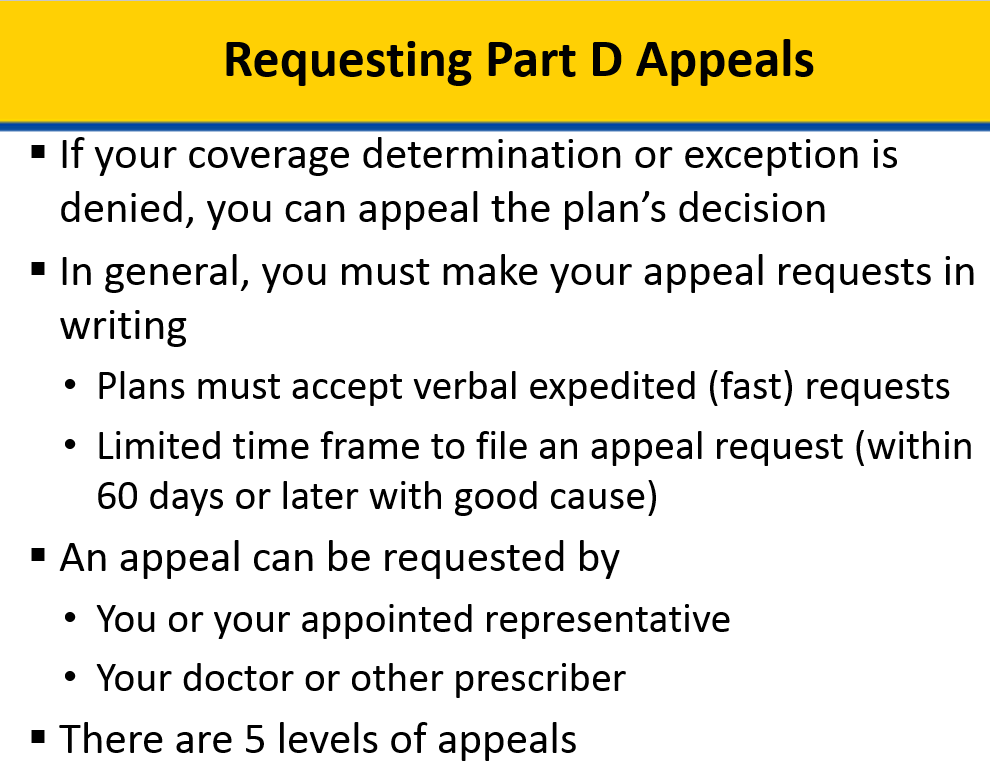 Requesting Part D Appeals
▪ If your coverage determination or exception is
denied, you can appeal the plan’s decision
▪ In general, you must make your appeal requests in
writing
• Plans must accept verbal expedited (fast) requests
• Limited time frame to file an appeal request (within
60 days or later with good cause)
▪ An appeal can be requested by
• You or your appointed representative
• Your doctor or other prescriber
▪ There are 5 levels of appeals